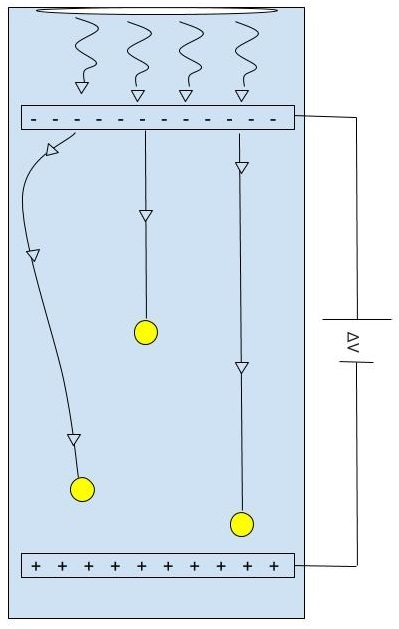 - - - - - - - - - - - -
ΔV
+ + + + + + + + + +